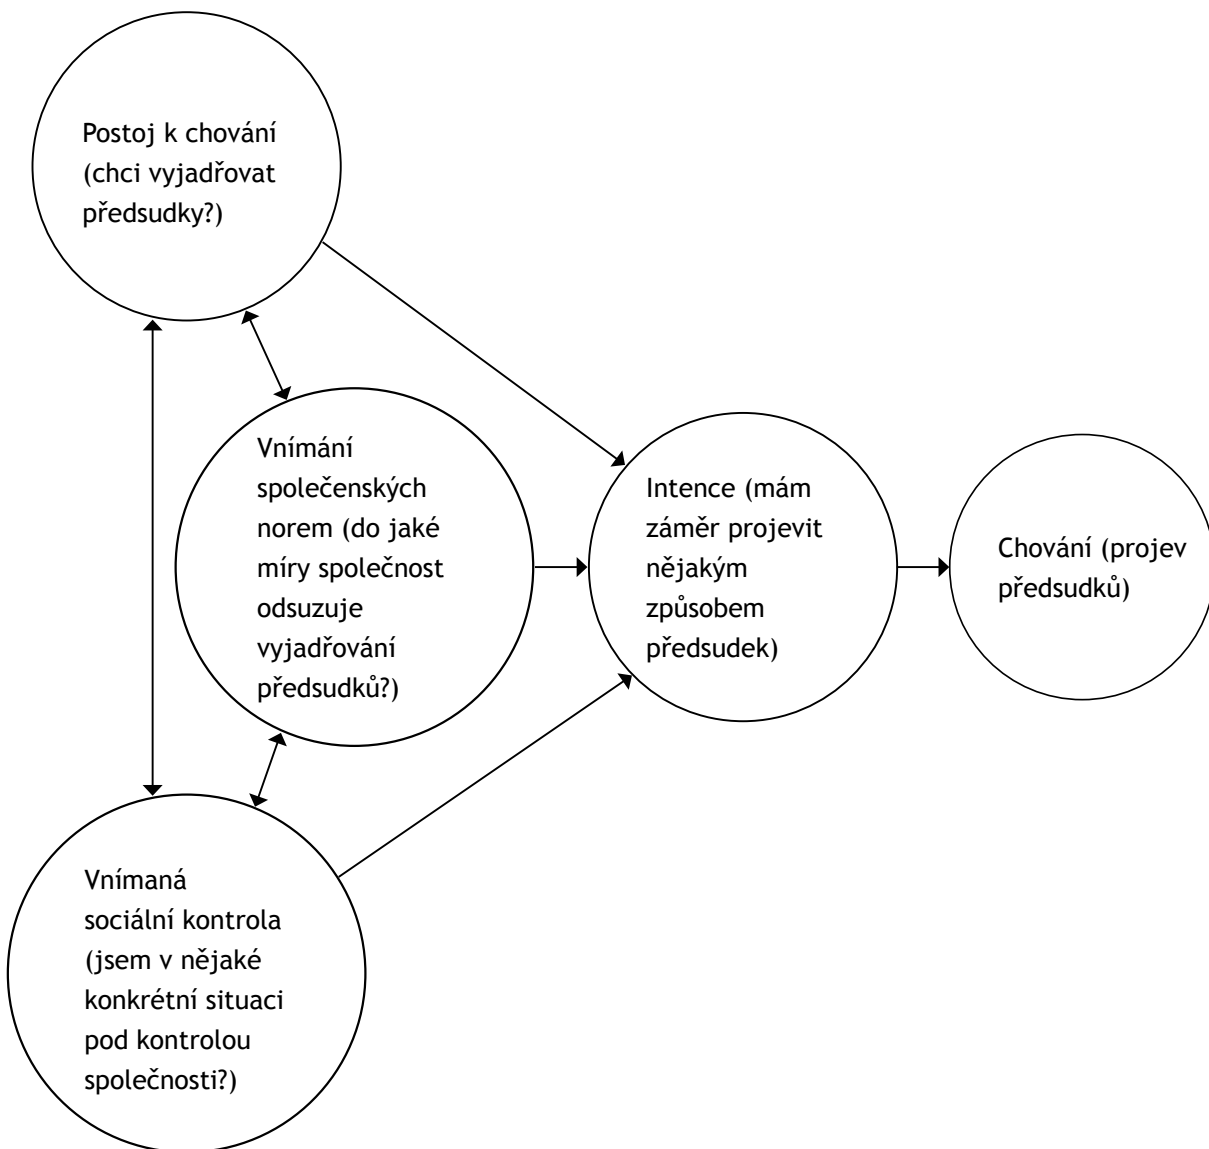 Postoj k chování
(chci vyjadřovat
předsudky?)
Vnímání
společenských
norem (do jaké
míry společnost
odsuzuje
vyjadřování
předsudků?)
Intence (mám
záměr projevit
nějakým
způsobem
předsudek)
Chování (projev
předsudků)
Vnímaná
sociální kontrola
(jsem v nějaké
konkrétní situaci
pod kontrolou
společnosti?)